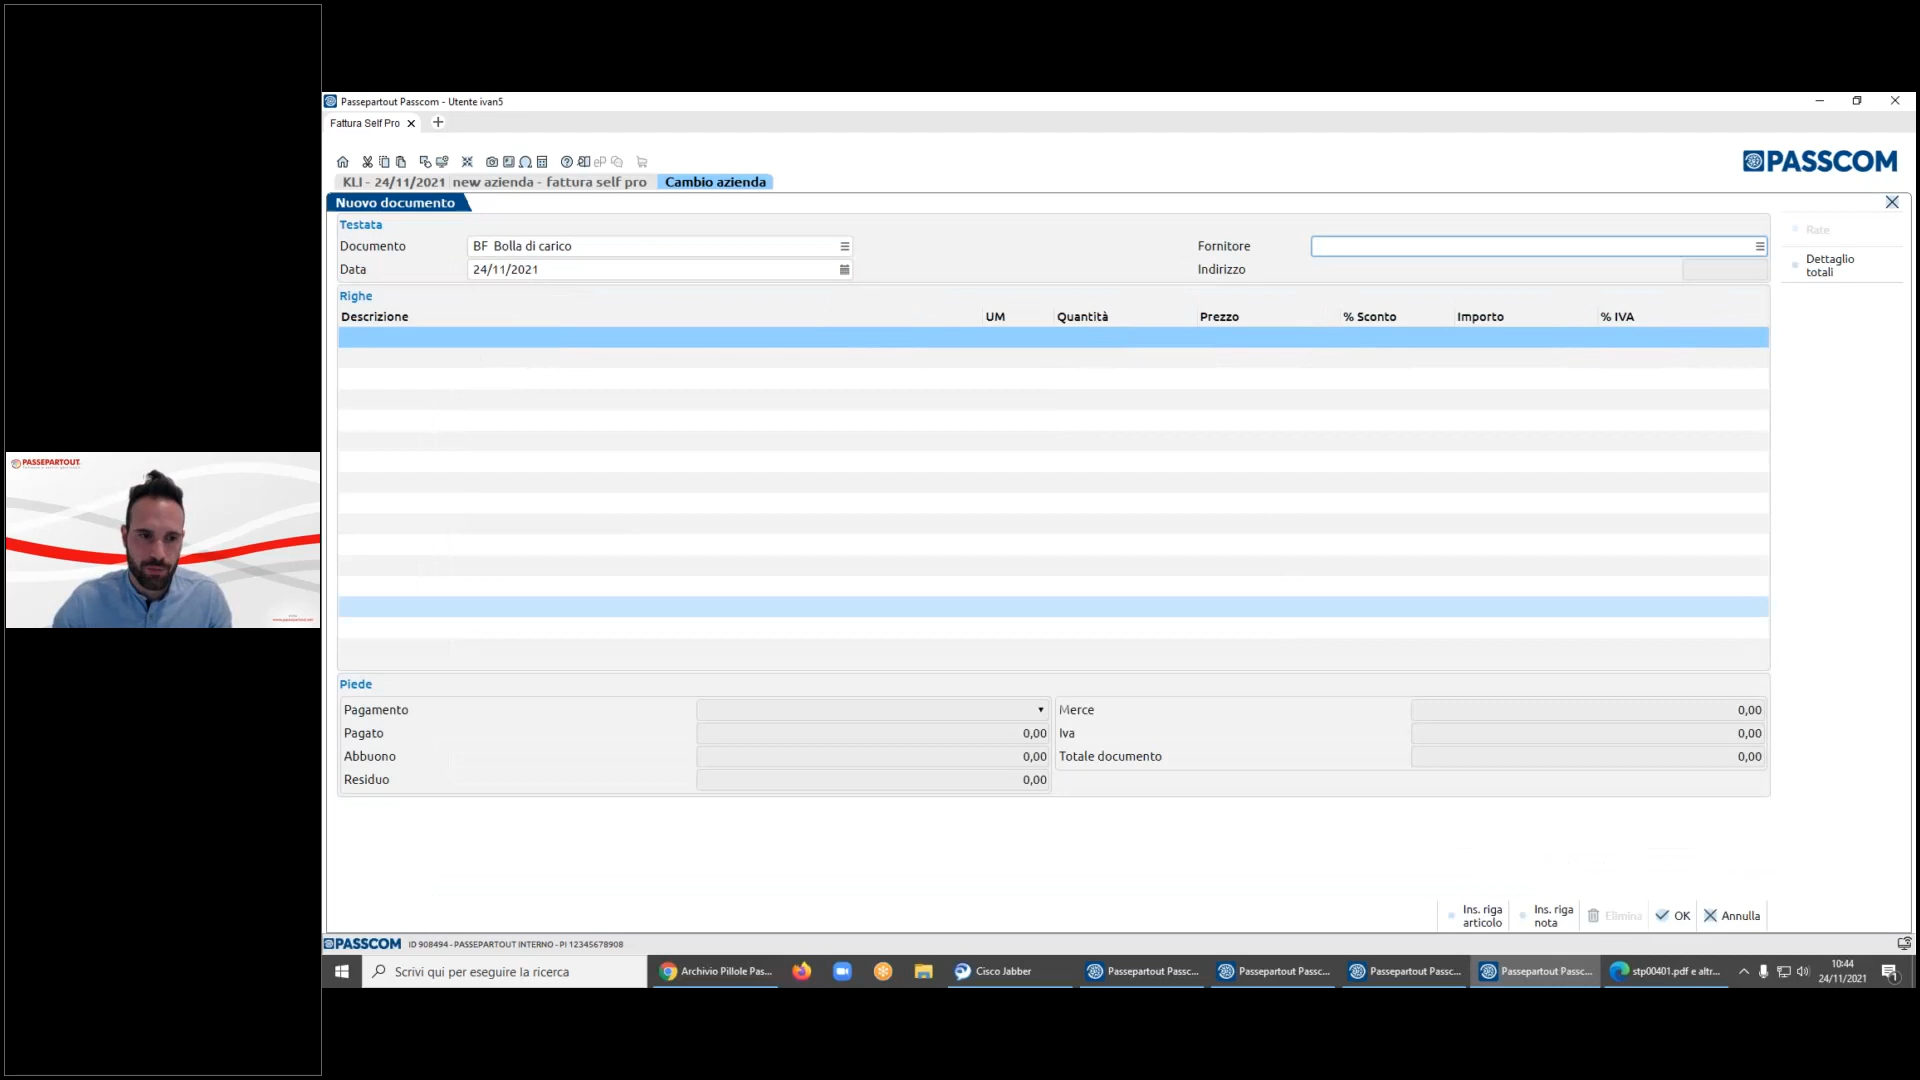 Passepartout Passcom - Utente ivan5
Fattura Self Pro
PASSCOM
KLI - 24/11/2021 new azienda - fattura self pro Cambio azienda
Nuovo documento
Testata
Documento BF Bolla di carico Fornitore
Data 24/11/2021 Indirizzo
Rate
Dettaglio totali
Righe
Descrizione UM Quantità Prezzo % Sconto Importo % IVA
PASSEPARTOUT
Piede
Pagamento Merce 0,00
Pagato 0,00 Iva 0,00
Abbuono 0,00 Totale documento 0,00
Residuo 0,00
Ins. riga articolo Ins. riga nota Elimina OK Annulla
PASSCOM ID 908494 - PASSEPARTOUT INTERNO - PI 12345678908
Scrivi qui per eseguire la ricerca Archivio Pillole Pas... Cisco Jabber Passepartout Passc... Passepartout Passc... Passepartout Passc... Passepartout Passc... stp00401.pdf e altr... 10:44
24/11/2021 1